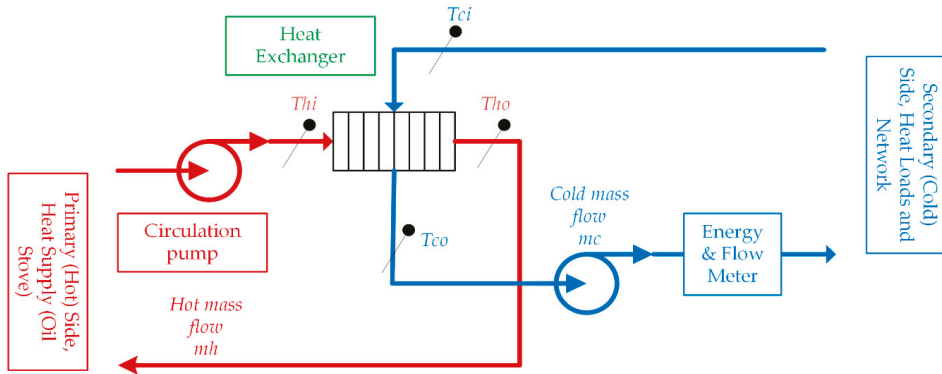 Tci
Heat
Exchanger
Thi
Tho
Secondary (Cold)
Side, Heat Loads and
Network
Primary (Hot) Side,
Heat Supply (Oil
Stove)
Circulation
pump
Tco
Cold mass
flow
mc
Energy
& Flow
Meter
Hot mass
flow
mh